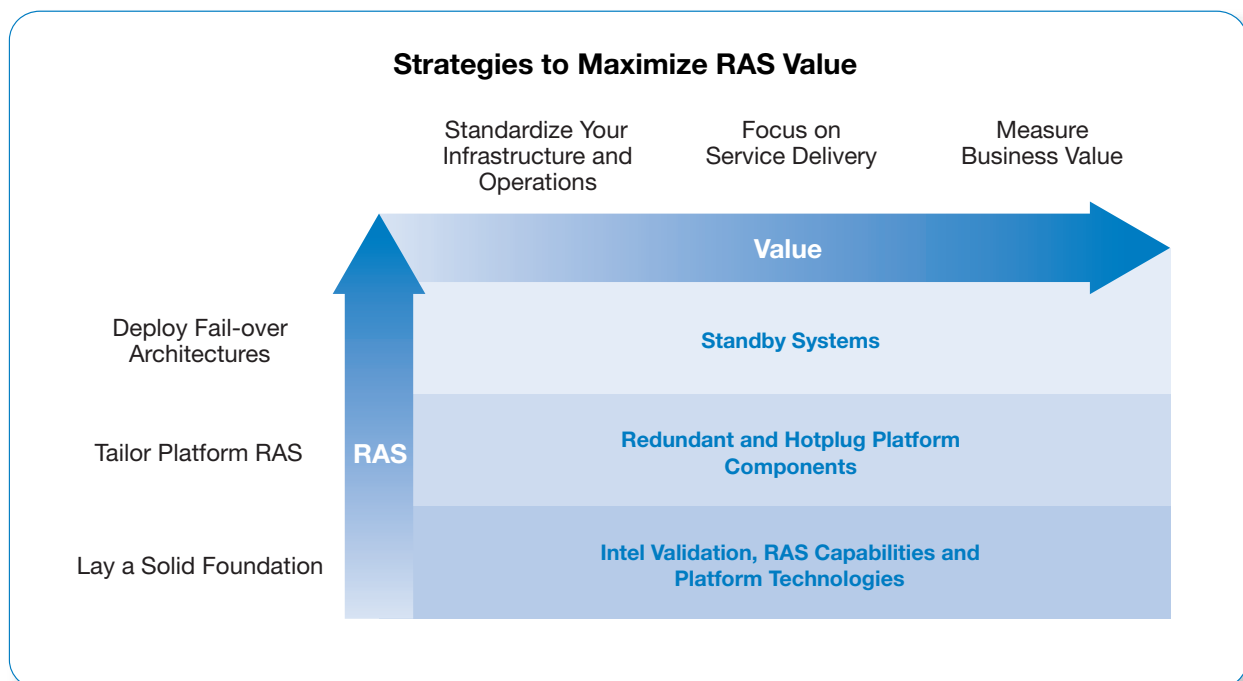 Strategies to Maximize RAS Value
Standardize Your
Infrastructure and
Operations
Focus on
Service Delivery
Measure
Business Value
Value
Deploy Fail-over
Architectures
Standby Systems
Tailor Platform RAS
RAS
Redundant and Hotplug Platform
Components
Lay a Solid Foundation
Intel Validation, RAS Capabilities and
Platform Technologies